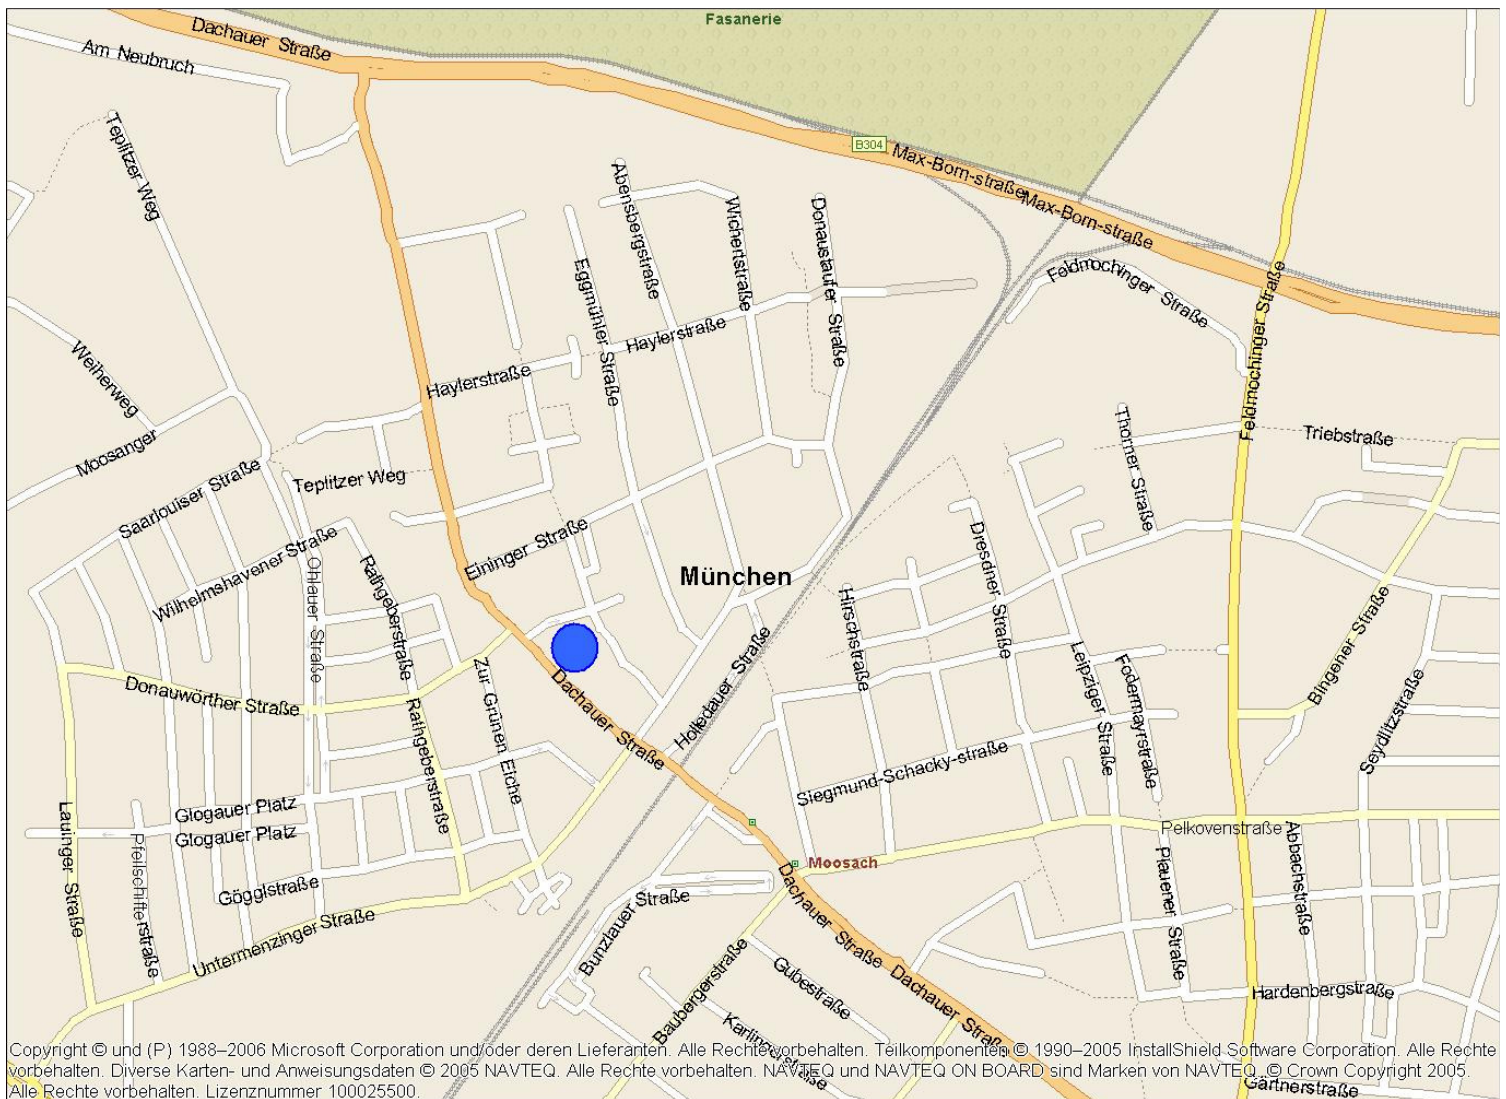 Fasanerie
Dachauer Straße
Am Neubruch
B304
Max-Born-straße
Max-Born-straße
Teplitzer Weg
Abensbergstraße
Wichertstraße
Donaustaufer Straße
Eggmühler Straße
Feldmochinger Straße
Feldmochinger Straße
Haylerstraße
Haylerstraße
Weiherweg
Moosanger
Teplitzer Weg
Saarlouiser Straße
Thorner Straße
Triebstraße
Wilhelmshavener Straße
Eininger Straße
München
Ohlauer Straße
Rathgeberstraße
Dresdner Straße
Hirschstraße
Bingener Straße
Leipziger Straße
Fodermayrstraße
Seydlitzstraße
Donauwörther Straße
Zur Grünen Eiche
Dachauer Straße
Holledauer Straße
Rathgeberstraße
Siegmund-Schacky-straße
Glogauer Platz
Glogauer Platz
Lauinger Straße
Pfeilschifterstraße
Pelkovenstraße
Moosach
Abbachstraße
Plauener Straße
Gögglstraße
Untermenzinger Straße
Bunzlauer Straße
Dachauer Straße
Dachauer Straße
Baubergerstraße
Gubestraße
Karlingerstraße
Hardenbergstraße
Gärtnerstraße
Copyright © und (P) 1988–2006 Microsoft Corporation und/oder deren Lieferanten. Alle Rechte vorbehalten. Teilkomponenten © 1990–2005 InstallShield Software Corporation. Alle Rechte
vorbehalten. Diverse Karten- und Anweisungsdaten © 2005 NAVTEQ. Alle Rechte vorbehalten. NAVTEQ und NAVTEQ ON BOARD sind Marken von NAVTEQ. © Crown Copyright 2005.
Alle Rechte vorbehalten. Lizenznummer 100025500.